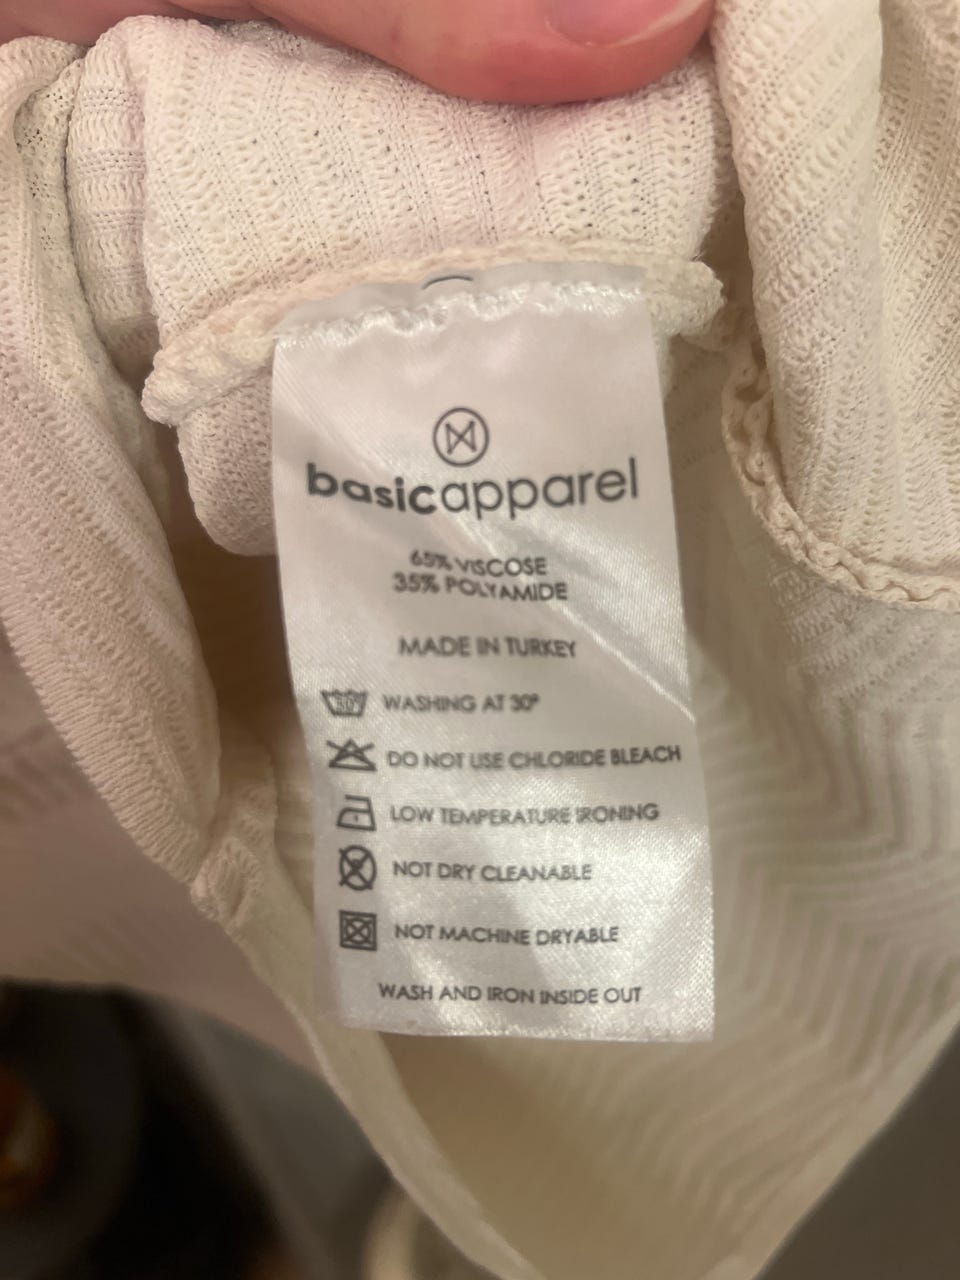 basicapparel
65% VISCOSE
35% POLYAMIDE
MADE IN TURKEY
30° WASHING AT 30°
DO NOT USE CHLORIDE BLEACH
LOW TEMPERATURE IRONING
NOT DRY CLEANABLE
NOT MACHINE DRYABLE
WASH AND IRON INSIDE OUT